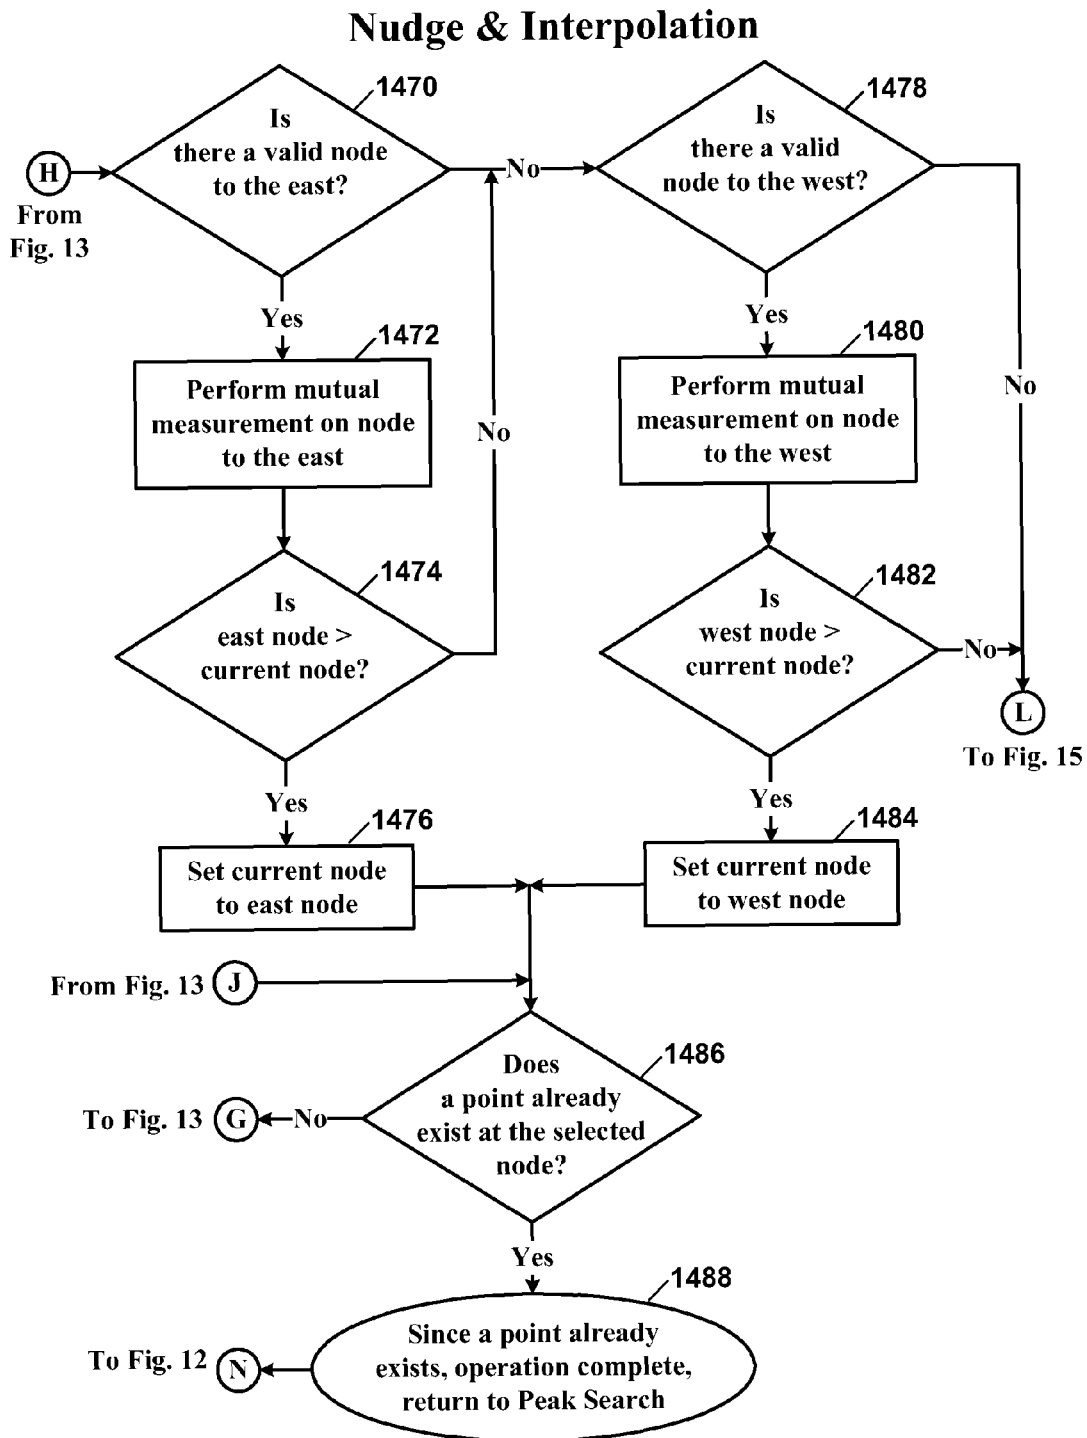 Nudge & Interpolation
1470
Is
there a valid node
to the east?
H
From
Fig. 13
No
1478
Is
there a valid
node to the west?
Yes
1472
Perform mutual
measurement on node
to the east
No
Yes
1480
Perform mutual
measurement on node
to the west
No
1474
Is
east node >
current node?
1482
Is
west node >
current node?
No
L
To Fig. 15
Yes
1476
Set current node
to east node
Yes
1484
Set current node
to west node
From Fig. 13
J
1486
Does
a point already
exist at the selected
node?
To Fig. 13
G
No
Yes
1488
Since a point already
exists, operation complete,
return to Peak Search
To Fig. 12
N